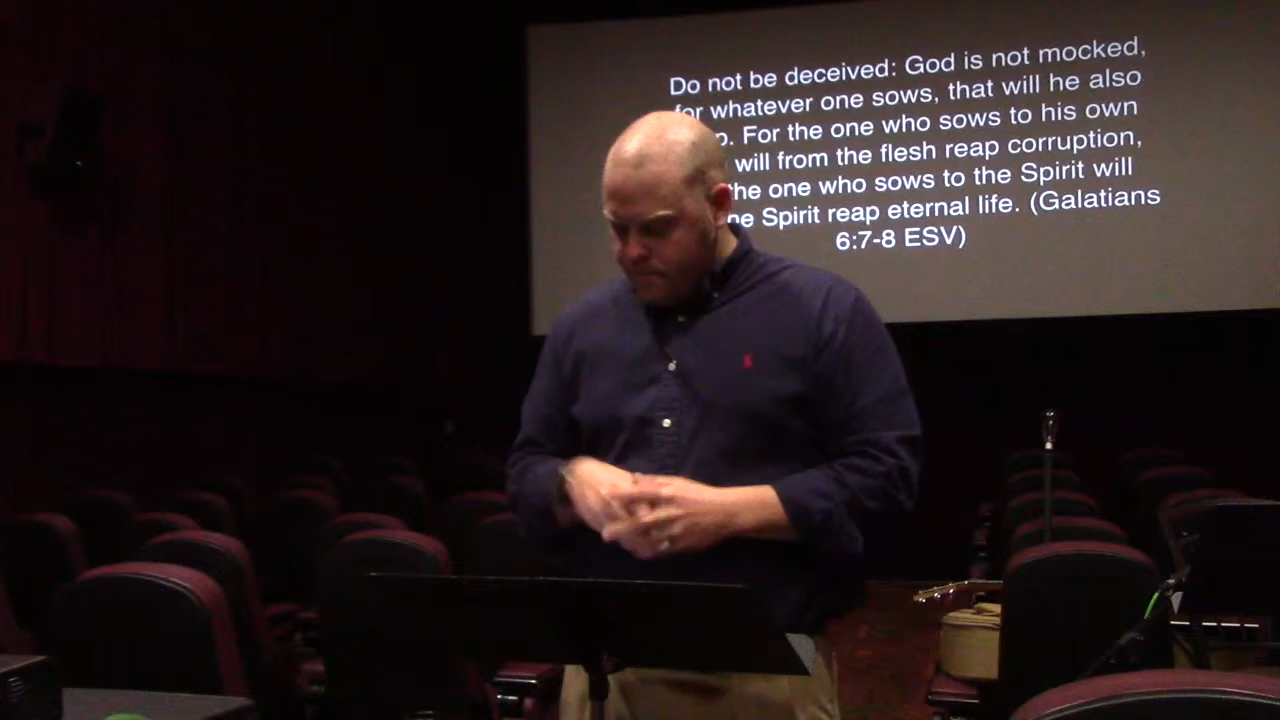 Do not be deceived: God is not mocked,
for whatever one sows, that will he also
For the one who sows to his own
will from the flesh reap corruption,
the one who sows to the Spirit will
Spirit reap eternal life. (Galatians
6:7-8 ESV)